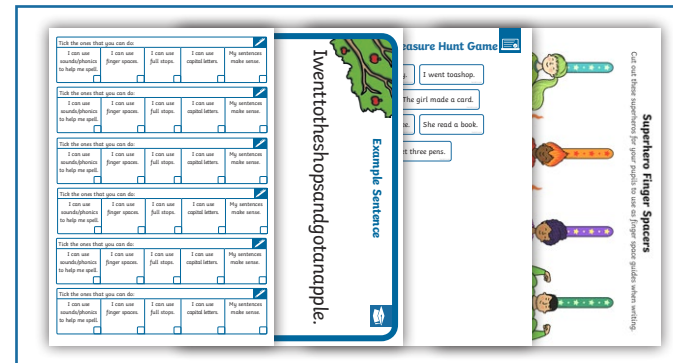 Tick the ones that you can do:
I can use I can use I can use I can use My sentences
sounds/phonics finger spaces. full stops. capital letters. make sense.
to help me spell.
Tick the ones that you can do:
I can use I can use I can use I can use My sentences
sounds/phonics finger spaces. full stops. capital letters. make sense.
to help me spell.
Tick the ones that you can do:
I can use I can use I can use I can use My sentences
sounds/phonics finger spaces. full stops. capital letters. make sense.
to help me spell.
Tick the ones that you can do:
I can use I can use I can use I can use My sentences
sounds/phonics finger spaces. full stops. capital letters. make sense.
to help me spell.
Tick the ones that you can do:
I can use I can use I can use I can use My sentences
sounds/phonics finger spaces. full stops. capital letters. make sense.
to help me spell.
Tick the ones that you can do:
I can use I can use I can use I can use My sentences
sounds/phonics finger spaces. full stops. capital letters. make sense.
to help me spell.
Example Sentence
Iwenttotheshopsandgotanapple.
easure Hunt Game
I went toashop.
The girl made a card.
She read a book.
three pens.
Superhero Finger Spacers
Cut out these superheros for your pupils to use as finger space guides when writing.